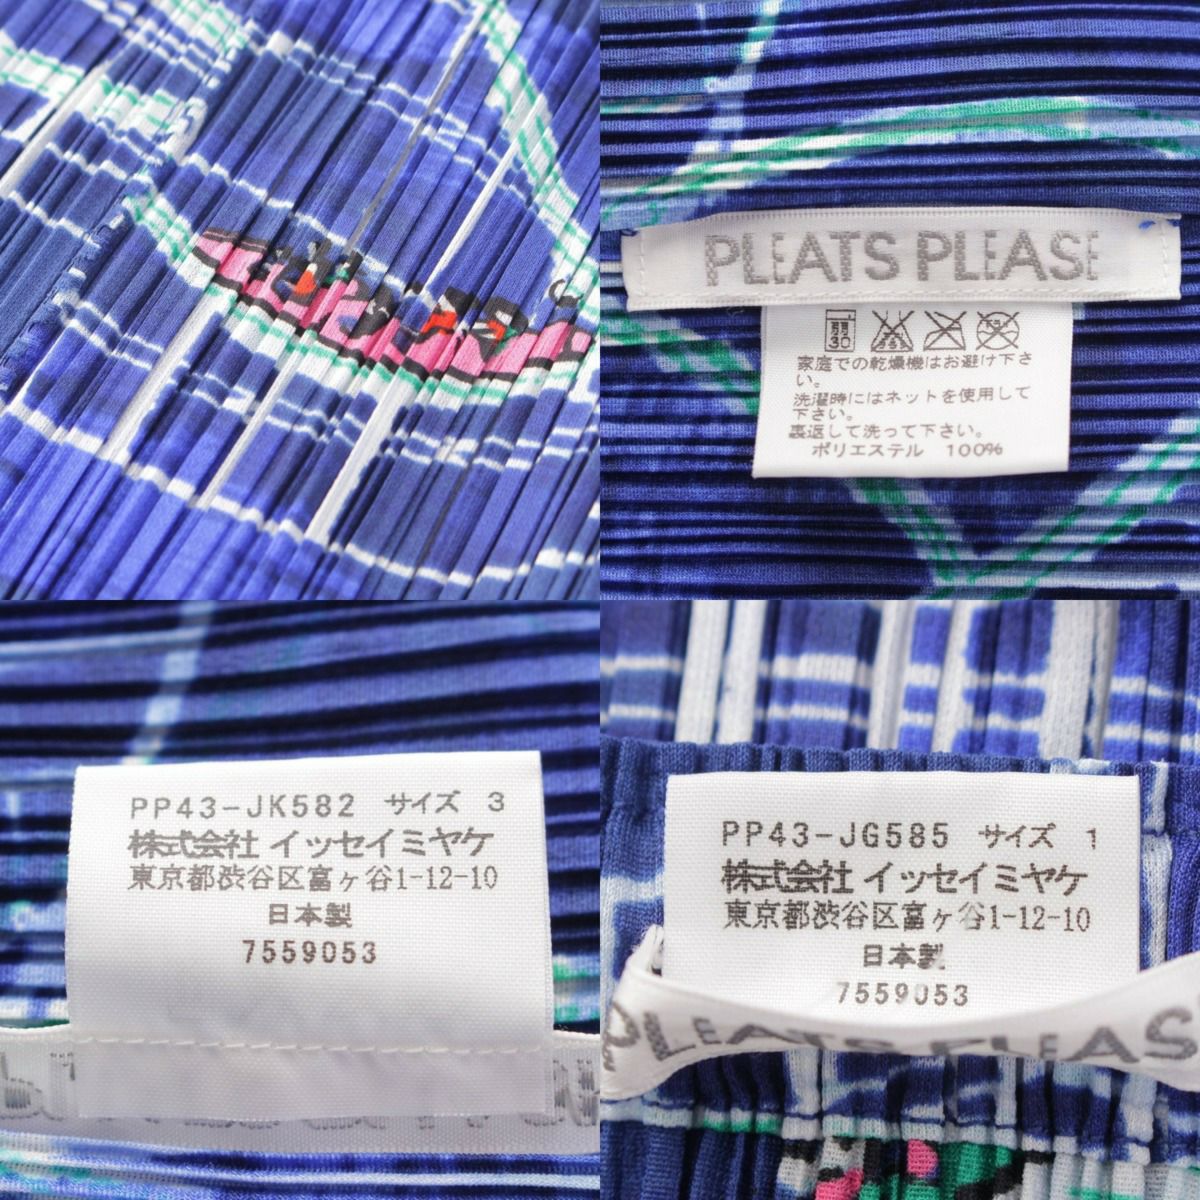 PLEATS PLEASE
弱
30
家庭での乾燥機はお避け下さ
い。
洗濯時にはネットを使用して
下さい。
裏返して洗って下さい。
ポリエステル 100%
PP43-JK582 サイズ 3
株式会社 イッセイミヤケ
東京都渋谷区富ヶ谷1-12-10
日本製
7559053
PP43-JG585 サイズ 1
株式会社 イッセイミヤケ
東京都渋谷区富ヶ谷1-12-10
日本製
7559053
PLEATS PLEAS